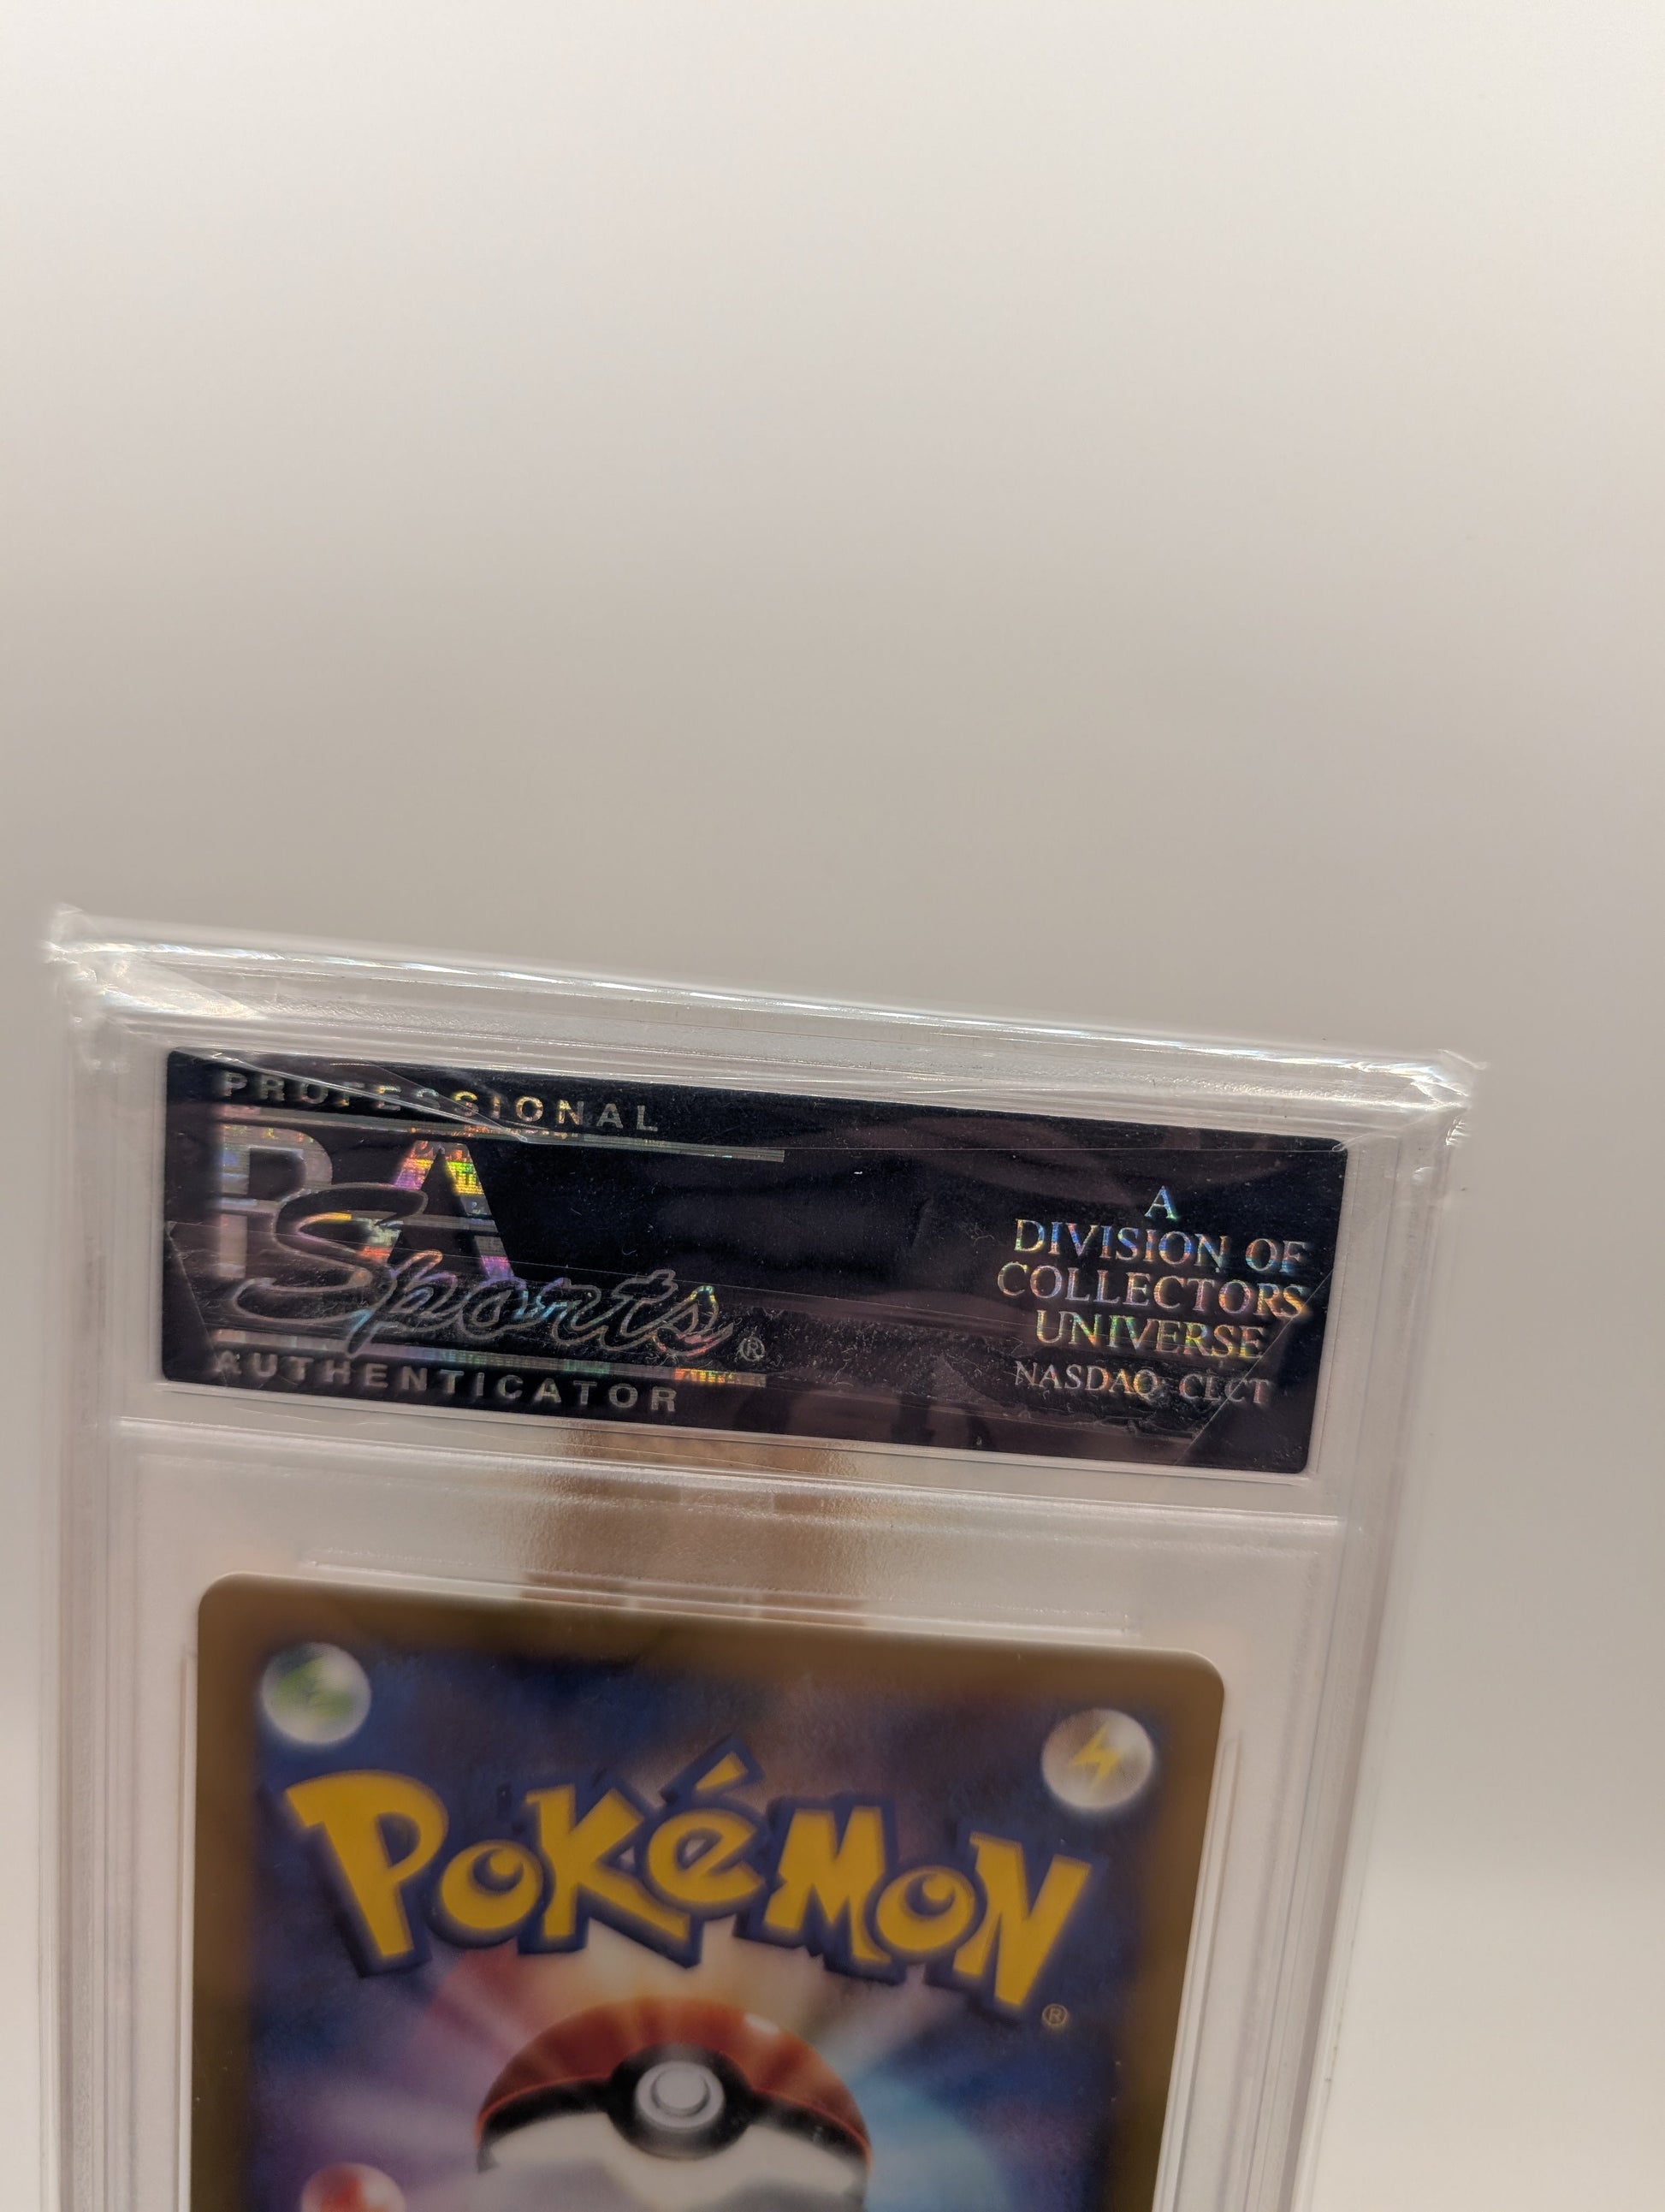 PROFESSIONAL
PSA
Sports®
AUTHENTICATOR
A
DIVISION OF
COLLECTORS
UNIVERSE
NASDAQ: CLCT
POKéMON
®